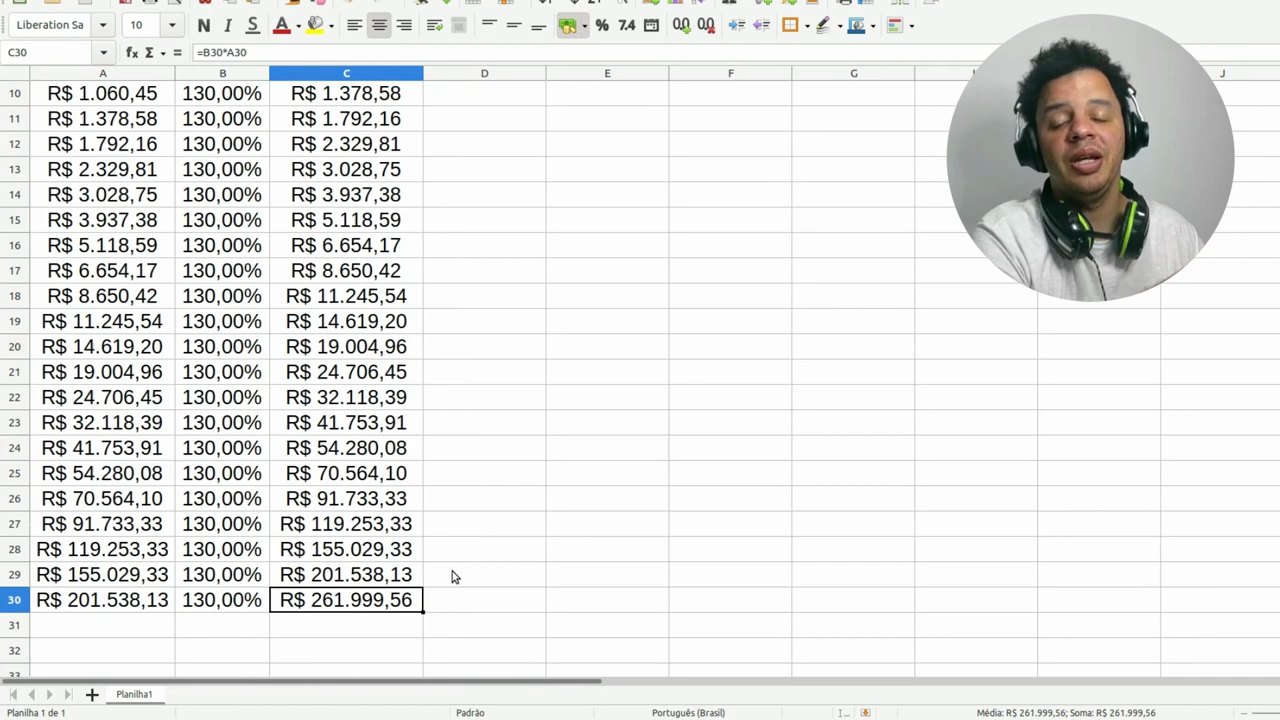 Liberation Sa 10 N I S A % 7.4
C30 fx Σ = =B30*A30
A B C D E F G J
10 R$ 1.060,45 130,00% R$ 1.378,58
11 R$ 1.378,58 130,00% R$ 1.792,16
12 R$ 1.792,16 130,00% R$ 2.329,81
13 R$ 2.329,81 130,00% R$ 3.028,75
14 R$ 3.028,75 130,00% R$ 3.937,38
15 R$ 3.937,38 130,00% R$ 5.118,59
16 R$ 5.118,59 130,00% R$ 6.654,17
17 R$ 6.654,17 130,00% R$ 8.650,42
18 R$ 8.650,42 130,00% R$ 11.245,54
19 R$ 11.245,54 130,00% R$ 14.619,20
20 R$ 14.619,20 130,00% R$ 19.004,96
21 R$ 19.004,96 130,00% R$ 24.706,45
22 R$ 24.706,45 130,00% R$ 32.118,39
23 R$ 32.118,39 130,00% R$ 41.753,91
24 R$ 41.753,91 130,00% R$ 54.280,08
25 R$ 54.280,08 130,00% R$ 70.564,10
26 R$ 70.564,10 130,00% R$ 91.733,33
27 R$ 91.733,33 130,00% R$ 119.253,33
28 R$ 119.253,33 130,00% R$ 155.029,33
29 R$ 155.029,33 130,00% R$ 201.538,13
30 R$ 201.538,13 130,00% R$ 261.999,56
31
32
33
Planilha1
Planilha 1 de 1 Padrão Português (Brasil) Média: R$ 261.999,56; Soma: R$ 261.999,56